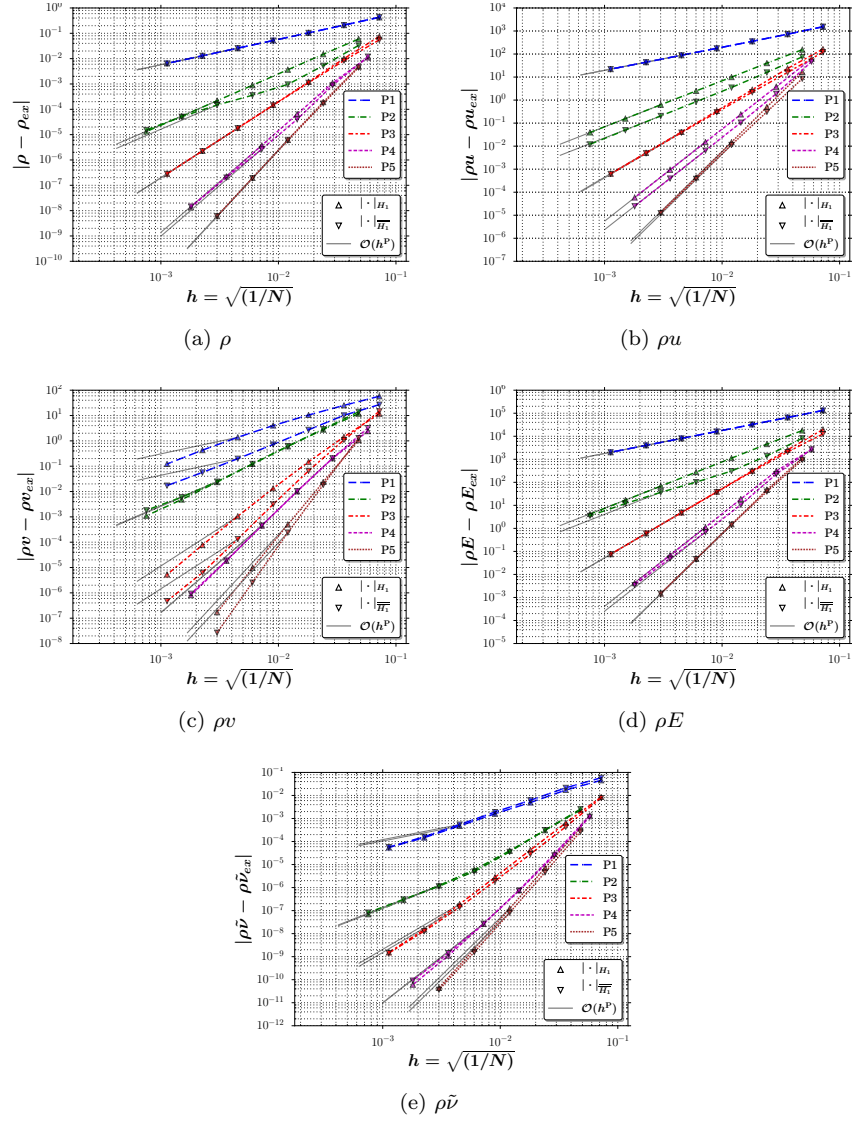 10^0
10^{-1}
10^{-2}
10^{-3}
10^{-4}
10^{-5}
10^{-6}
10^{-7}
10^{-8}
10^{-9}
10^{-10}
|ρ − ρ_{ex}|
P1
P2
P3
P4
P5
|·|_{H_1}
|·|_{\overline{H_1}}
O(h^P)
10^{-3} 10^{-2} 10^{-1}
h = √(1/N)
(a) ρ
10^4
10^3
10^2
10^1
10^0
10^{-1}
10^{-2}
10^{-3}
10^{-4}
10^{-5}
10^{-6}
10^{-7}
|ρu − ρu_{ex}|
P1
P2
P3
P4
P5
|·|_{H_1}
|·|_{\overline{H_1}}
O(h^P)
10^{-3} 10^{-2} 10^{-1}
h = √(1/N)
(b) ρu
10^2
10^1
10^0
10^{-1}
10^{-2}
10^{-3}
10^{-4}
10^{-5}
10^{-6}
10^{-7}
10^{-8}
|ρv − ρv_{ex}|
P1
P2
P3
P4
P5
|·|_{H_1}
|·|_{\overline{H_1}}
O(h^P)
10^{-3} 10^{-2} 10^{-1}
h = √(1/N)
(c) ρv
10^6
10^5
10^4
10^3
10^2
10^1
10^0
10^{-1}
10^{-2}
10^{-3}
10^{-4}
10^{-5}
|ρE − ρE_{ex}|
P1
P2
P3
P4
P5
|·|_{H_1}
|·|_{\overline{H_1}}
O(h^P)
10^{-3} 10^{-2} 10^{-1}
h = √(1/N)
(d) ρE
10^{-1}
10^{-2}
10^{-3}
10^{-4}
10^{-5}
10^{-6}
10^{-7}
10^{-8}
10^{-9}
10^{-10}
10^{-11}
10^{-12}
|ρν̃ − ρν̃_{ex}|
P1
P2
P3
P4
P5
|·|_{H_1}
|·|_{\overline{H_1}}
O(h^P)
10^{-3} 10^{-2} 10^{-1}
h = √(1/N)
(e) ρν̃